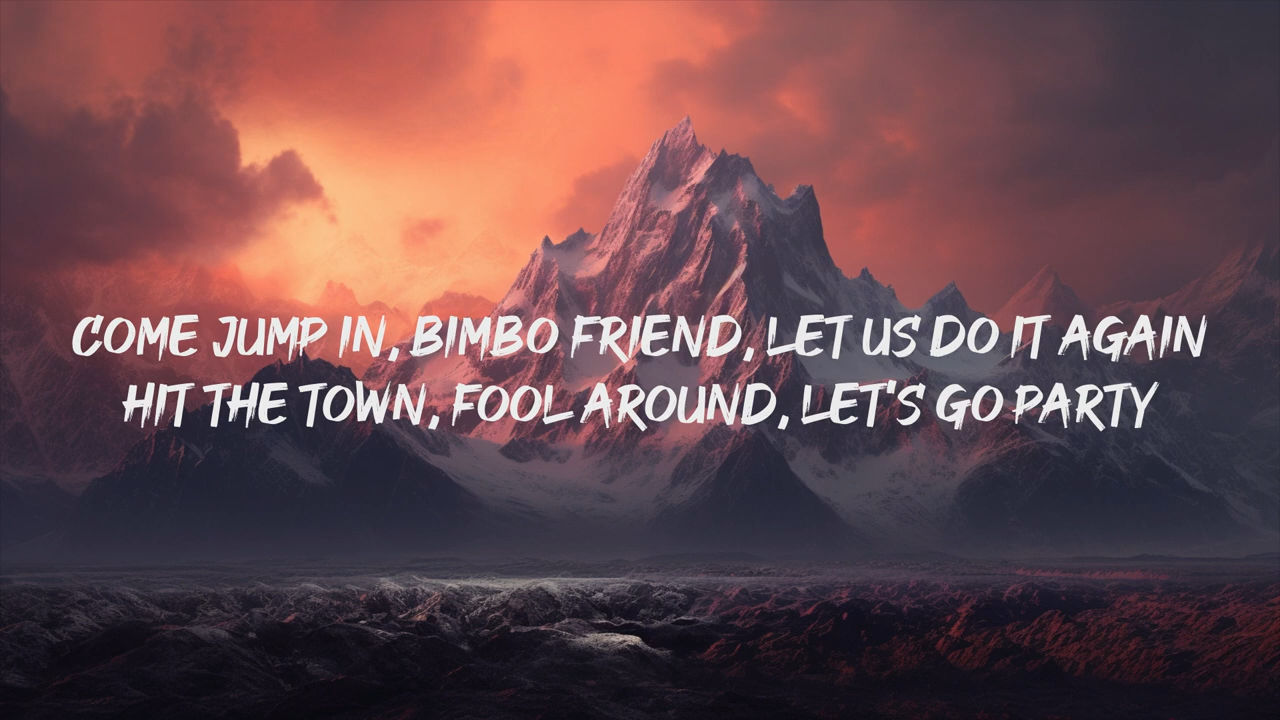 COME JUMP IN, BIMBO FRIEND, LET US DO IT AGAIN
HIT THE TOWN, FOOL AROUND, LET'S GO PARTY